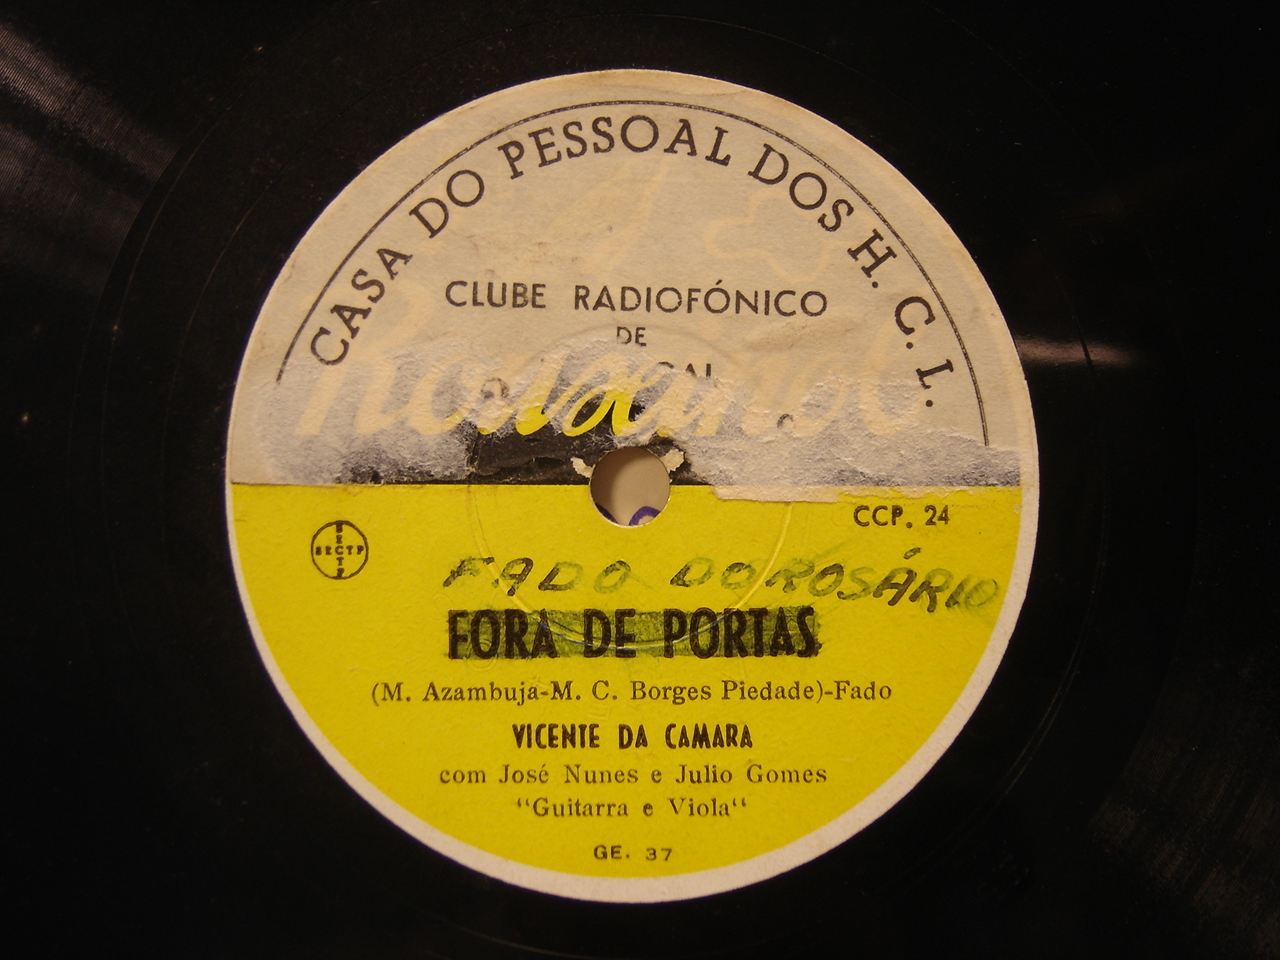 CASA DO PESSOAL DOS H. C. L.
CLUBE RADIOFÓNICO
DE
CCP. 24
SECTP
FADO DO ROSÁRIO
FORA DE PORTAS
(M. Azambuja-M. C. Borges Piedade)-Fado
VICENTE DA CAMARA
com José Nunes e Julio Gomes
“Guitarra e Viola“
GE. 37